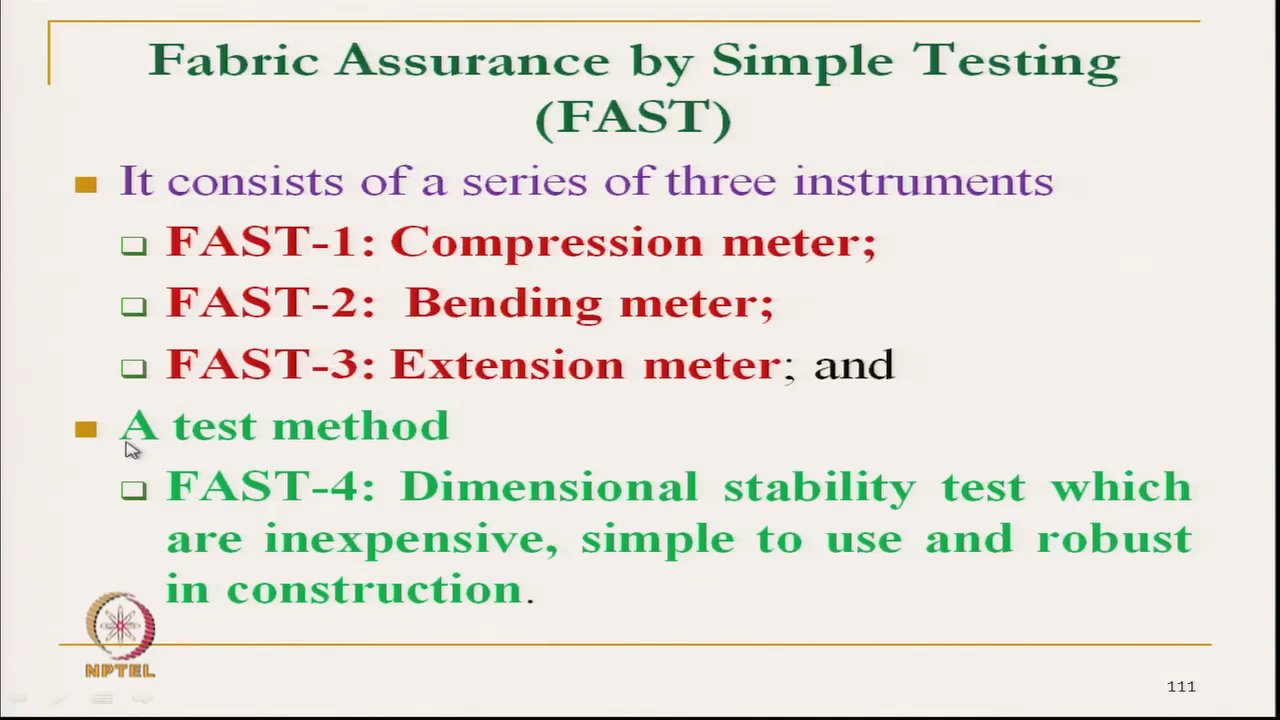 Fabric Assurance by Simple Testing
(FAST)
It consists of a series of three instruments
FAST-1: Compression meter;
FAST-2: Bending meter;
FAST-3: Extension meter; and
A test method
FAST-4: Dimensional stability test which
are inexpensive, simple to use and robust
in construction.
NPTEL
111